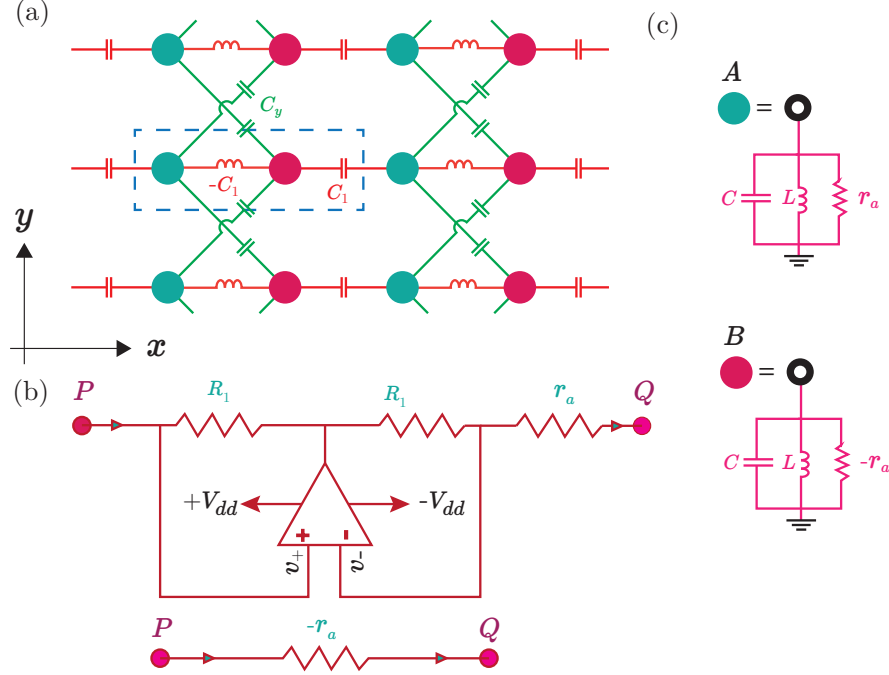 (a)
C_y
-C_1
C_1
y
x
(b)
P
R_1
R_1
r_a
Q
+V_dd
-V_dd
+
-
v_+
v_-
P
-r_a
Q
(c)
A
=
C
L
r_a
B
=
C
L
-r_a